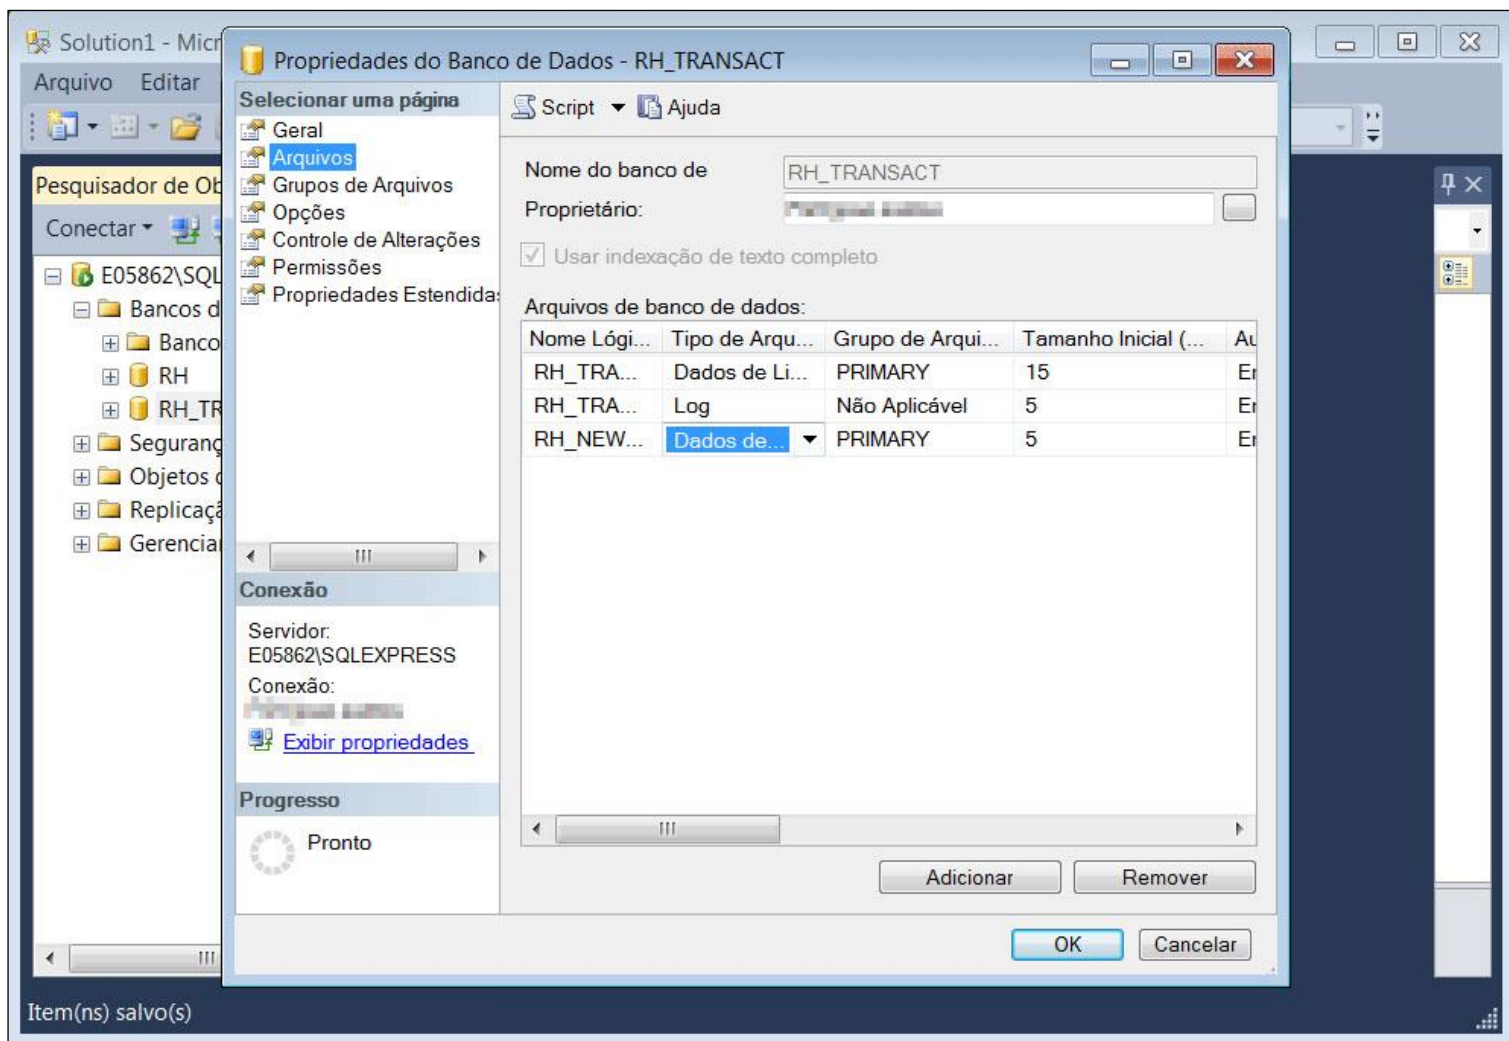 Solution1 - Micr
Arquivo Editar
Pesquisador de Ob
Conectar
E05862\SQL
Bancos d
Banco
RH
RH_TR
Seguranç
Objetos d
Replicaçã
Gerenciar
Item(ns) salvo(s)
Propriedades do Banco de Dados - RH_TRANSACT
Selecionar uma página
Geral
Arquivos
Grupos de Arquivos
Opções
Controle de Alterações
Permissões
Propriedades Estendidas
Conexão
Servidor:
E05862\SQLEXPRESS
Conexão:
Exibir propriedades
Progresso
Pronto
Script Ajuda
Nome do banco de RH_TRANSACT
Proprietário:
Usar indexação de texto completo
Arquivos de banco de dados:
Nome Lógi... Tipo de Arqu... Grupo de Arqui... Tamanho Inicial (... Au
RH_TRA... Dados de Li... PRIMARY 15 Er
RH_TRA... Log Não Aplicável 5 Er
RH_NEW... Dados de... PRIMARY 5 Er
Adicionar Remover
OK Cancelar